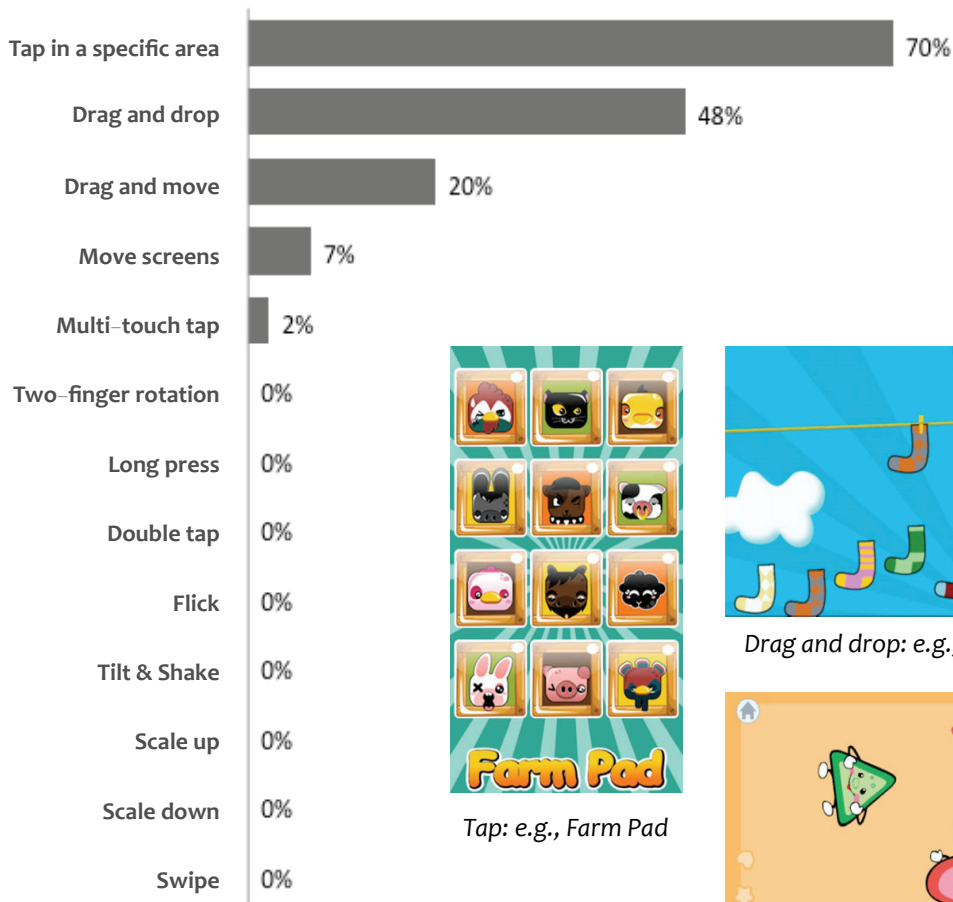 Tap in a specific area 70%
Drag and drop 48%
Drag and move 20%
Move screens 7%
Multi–touch tap 2%
Two–finger rotation 0%
Long press 0%
Double tap 0%
Flick 0%
Tilt & Shake 0%
Scale up 0%
Scale down 0%
Swipe 0%
Farm Pad
Tap: e.g., Farm Pad
Drag and drop: e.g.